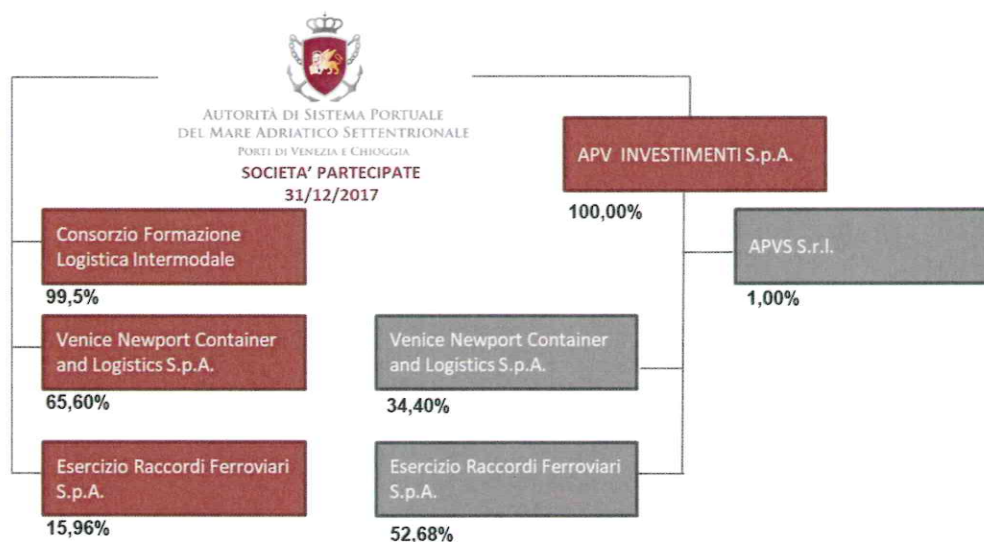 AUTORITÀ DI SISTEMA PORTUALE
DEL MARE ADRIATICO SETTENTRIONALE
PORTI DI VENEZIA E CHIOGGIA
SOCIETA' PARTECIPATE
31/12/2017
APV INVESTIMENTI S.p.A.
100,00%
Consorzio Formazione
Logistica Intermodale
99,5%
APVS S.r.l.
1,00%
Venice Newport Container
and Logistics S.p.A.
65,60%
Venice Newport Container
and Logistics S.p.A.
34,40%
Esercizio Raccordi Ferroviari
S.p.A.
15,96%
Esercizio Raccordi Ferroviari
S.p.A.
52,68%